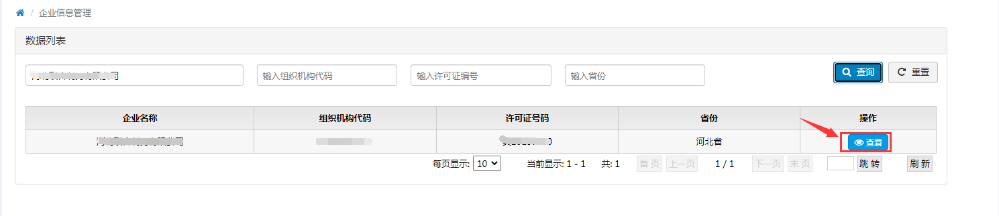 / 企业信息管理
数据列表
输入组织机构代码 输入许可证编号 输入省份 查询 重置
企业名称 组织机构代码 许可证号码 省份 操作
河北省 查看
每页显示: 10 当前显示: 1 - 1 共: 1 首 页 上一页 1 / 1 下一页 末 页 跳 转 刷 新